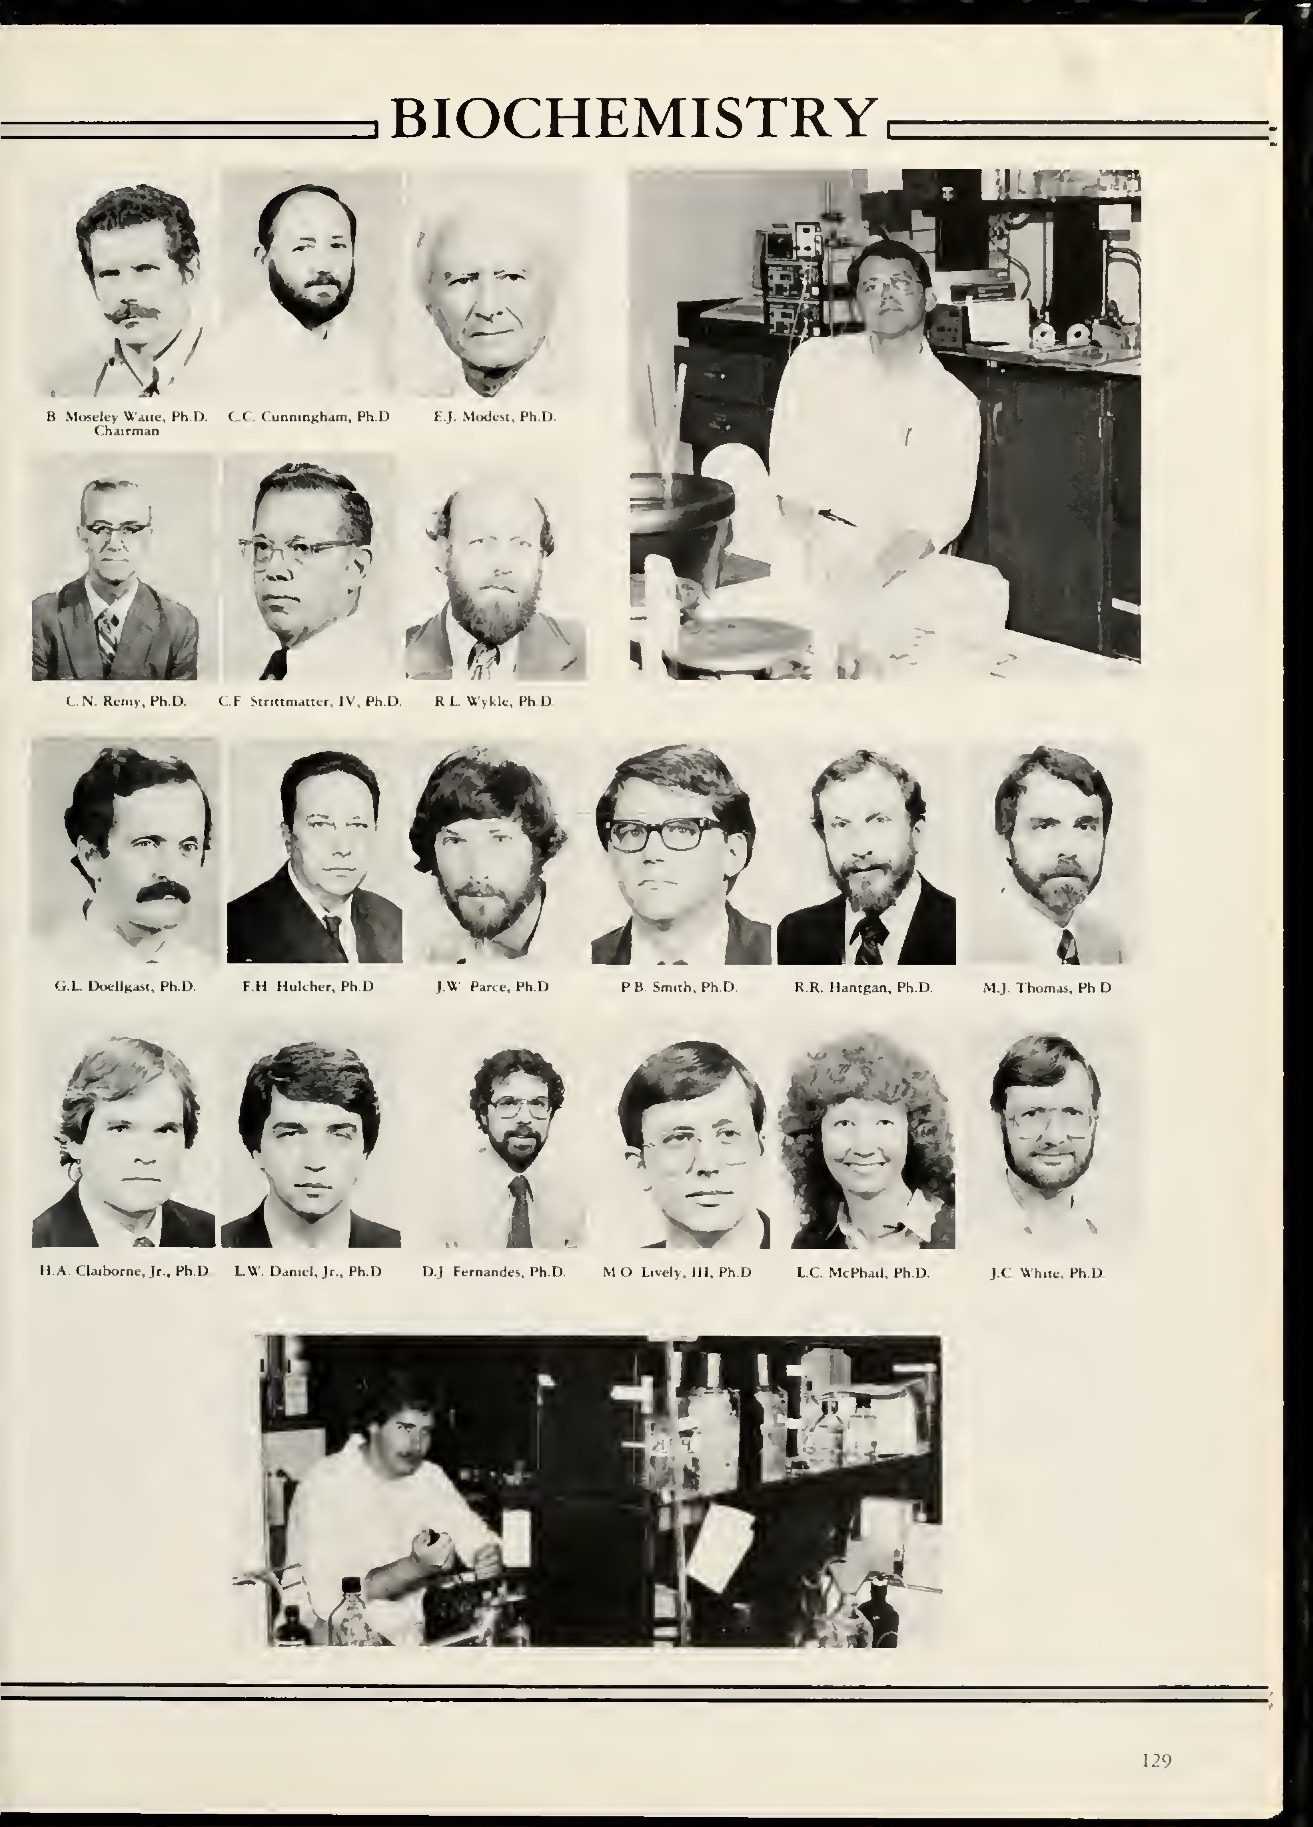 BIOCHEMISTRY
B Moseley Waite, Ph.D.
Chairman
C.C. Cunningham, Ph.D
E.J. Modest, Ph.D.
C.N. Remy, Ph.D.
C.F Strittmatter, IV, Ph.D.
R L. Wykle, Ph D.
G.L. Doellgast, Ph.D.
F.H Hulcher, Ph.D
J.W Parce, Ph.D
P B. Smith, Ph.D.
R.R. Hantgan, Ph.D.
M.J. Thomas, Ph D
H.A. Claiborne, Jr., Ph.D
L.W. Daniel, Jr., Ph.D
D.J Fernandes, Ph.D.
M O Lively, III, Ph.D
L.C. McPhail, Ph.D.
J.C White, Ph.D
129